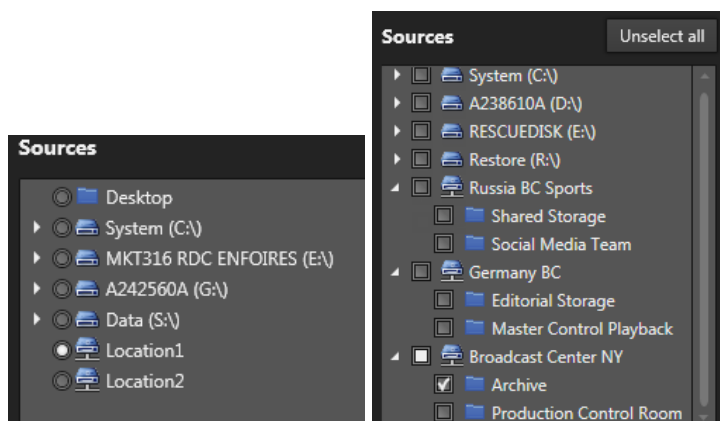 Sources
Desktop
System (C:\)
MKT316 RDC ENFOIRES (E:\)
A242560A (G:\)
Data (S:\)
Location1
Location2
Sources
Unselect all
System (C:\)
A238610A (D:\)
RESCUEDISK (E:\)
Restore (R:\)
Russia BC Sports
Shared Storage
Social Media Team
Germany BC
Editorial Storage
Master Control Playback
Broadcast Center NY
Archive
Production Control Room